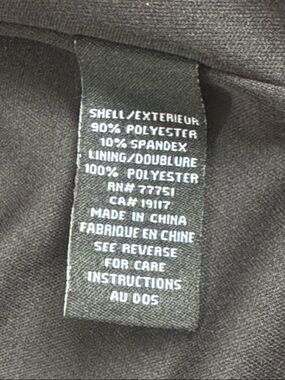 SHELL/EXTERIEUR
90% POLYESTER
10% SPANDEX
LINING/DOUBLURE
100% POLYESTER
RN# 77751
CA# 19117
MADE IN CHINA
FABRIQUE EN CHINE
SEE REVERSE
FOR CARE
INSTRUCTIONS
AU DOS